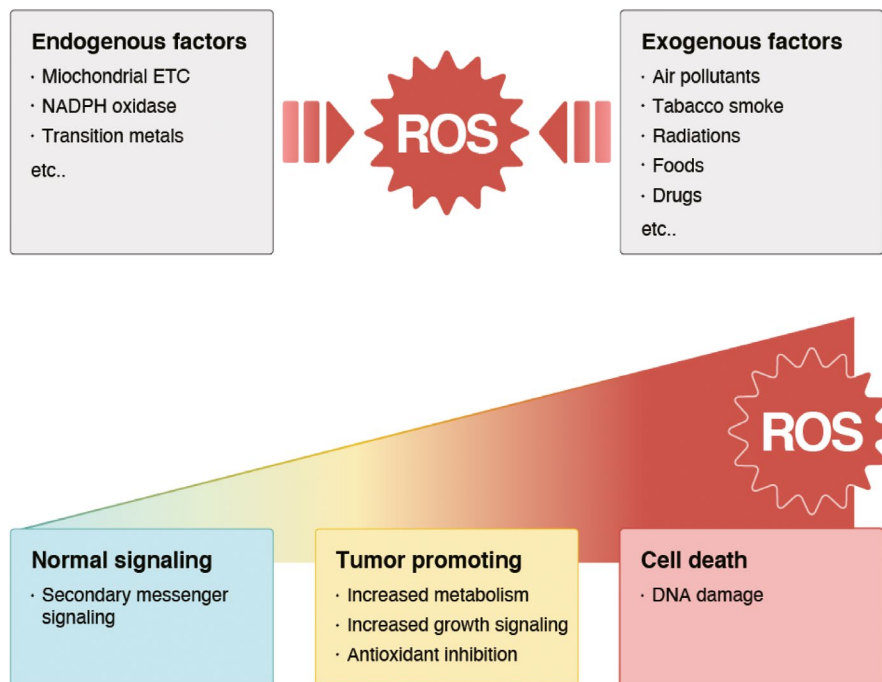 Endogenous factors
· Miochondrial ETC
· NADPH oxidase
· Transition metals
etc..
ROS
Exogenous factors
· Air pollutants
· Tabacco smoke
· Radiations
· Foods
· Drugs
etc..
ROS
Normal signaling
· Secondary messenger
signaling
Tumor promoting
· Increased metabolism
· Increased growth signaling
· Antioxidant inhibition
Cell death
· DNA damage